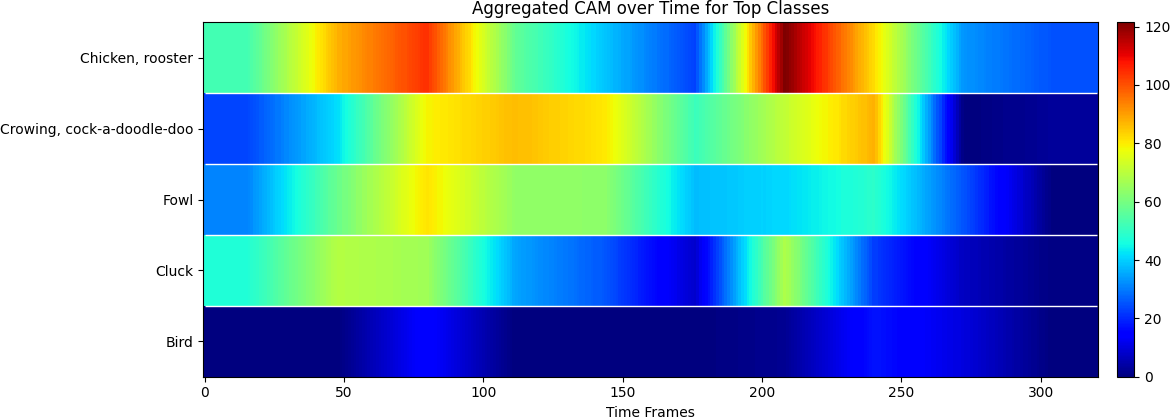 Aggregated CAM over Time for Top Classes
Chicken, rooster
Crowing, cock-a-doodle-doo
Fowl
Cluck
Bird
0 50 100 150 200 250 300
Time Frames
120
100
80
60
40
20
0